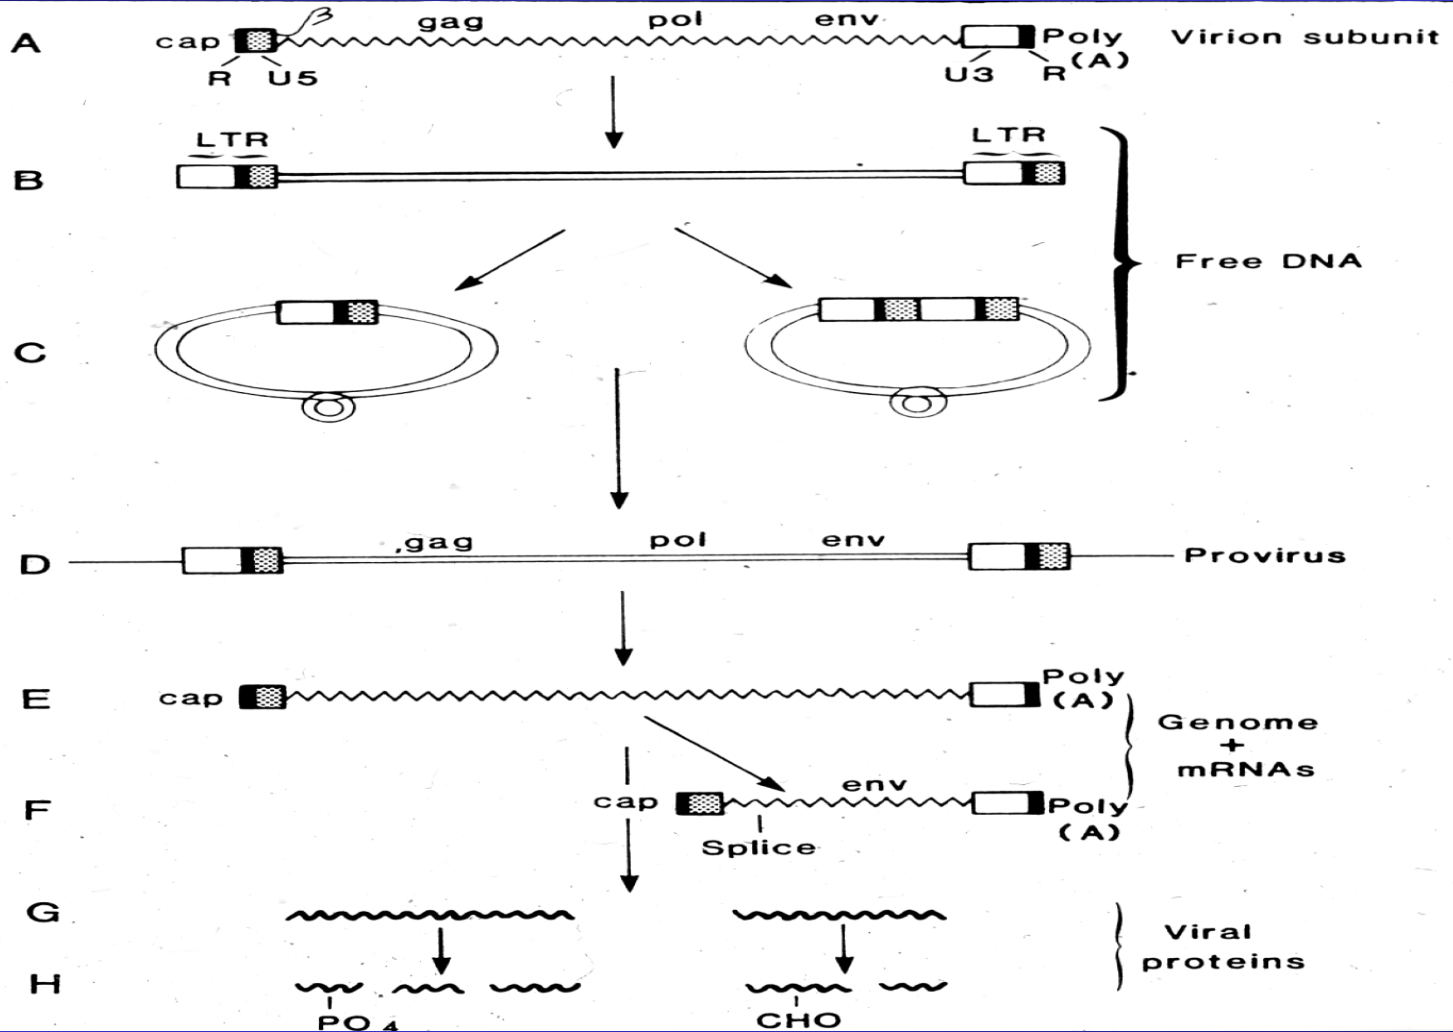 gag pol env
A cap Poly Virion subunit
R U5 U3 R (A)
LTR LTR
B
Free DNA
C
gag pol env
D Provirus
E cap Poly
(A)
Genome
+
mRNAs
F cap env Poly
(A)
Splice
G
Viral
proteins
H
PO4 CHO